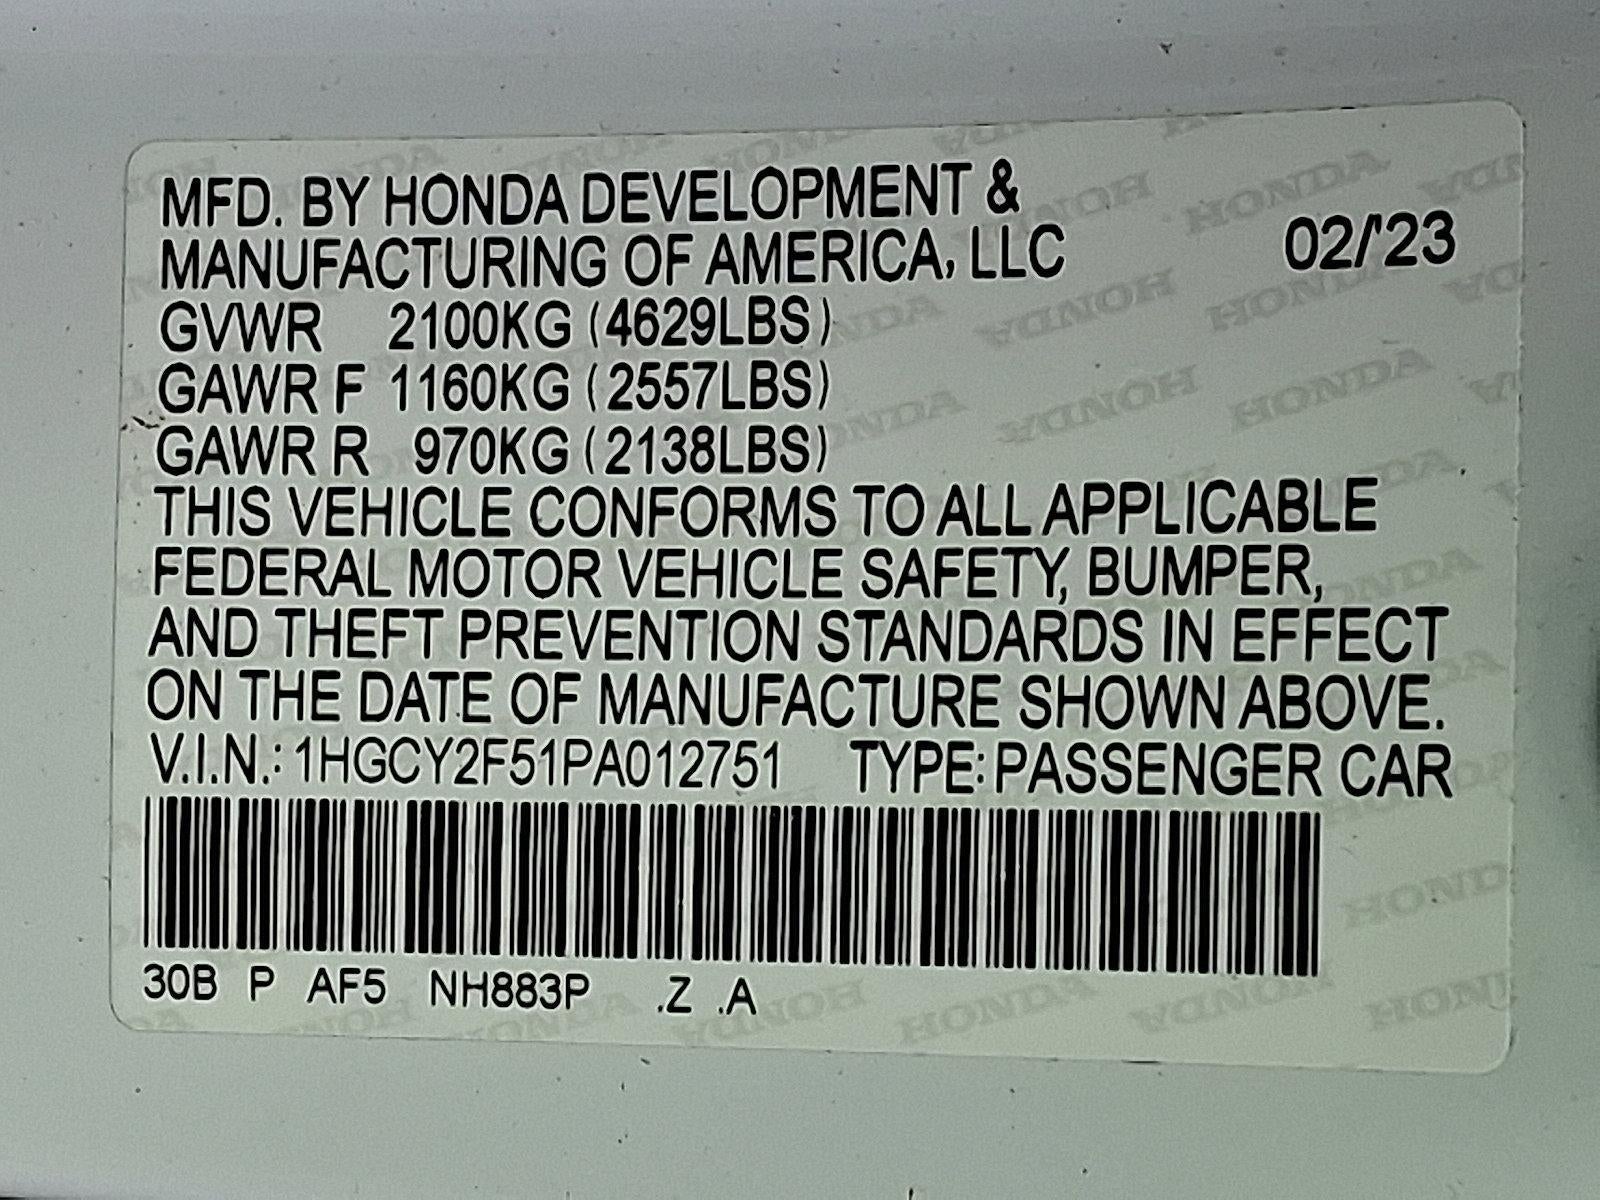 MFD. BY HONDA DEVELOPMENT &
MANUFACTURING OF AMERICA, LLC 02/'23
GVWR 2100KG (4629LBS)
GAWR F 1160KG (2557LBS)
GAWR R 970KG (2138LBS)
THIS VEHICLE CONFORMS TO ALL APPLICABLE
FEDERAL MOTOR VEHICLE SAFETY, BUMPER,
AND THEFT PREVENTION STANDARDS IN EFFECT
ON THE DATE OF MANUFACTURE SHOWN ABOVE.
V.I.N.: 1HGCY2F51PA012751 TYPE: PASSENGER CAR
30B P AF5 NH883P .Z .A